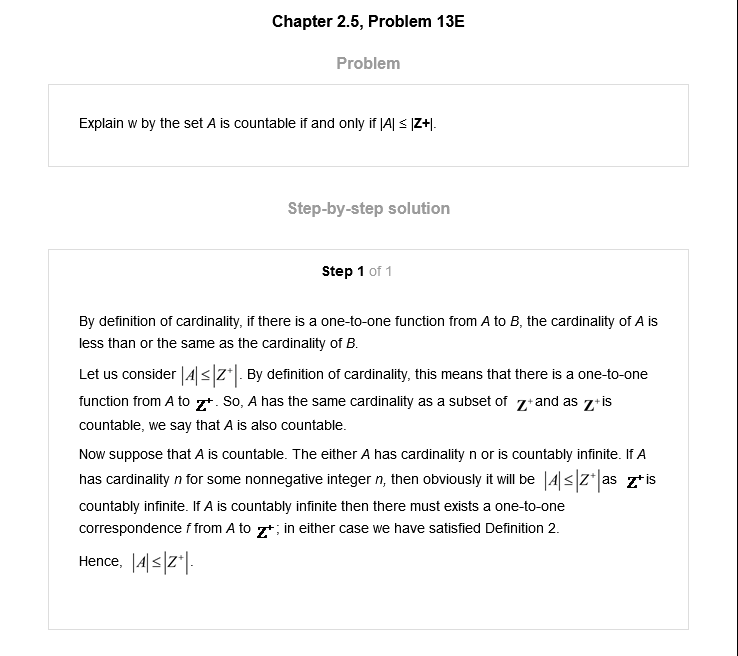 Chapter 2.5, Problem 13E
Problem
Explain w by the set A is countable if and only if |A| ≤ |Z+|.
Step-by-step solution
Step 1 of 1
By definition of cardinality, if there is a one-to-one function from A to B, the cardinality of A is
less than or the same as the cardinality of B.
Let us consider |A|≤|Z⁺|. By definition of cardinality, this means that there is a one-to-one
function from A to Z⁺. So, A has the same cardinality as a subset of Z⁺ and as Z⁺ is
countable, we say that A is also countable.
Now suppose that A is countable. The either A has cardinality n or is countably infinite. If A
has cardinality n for some nonnegative integer n, then obviously it will be |A|≤|Z⁺| as Z⁺ is
countably infinite. If A is countably infinite then there must exists a one-to-one
correspondence f from A to Z⁺; in either case we have satisfied Definition 2.
Hence, |A|≤|Z⁺|.